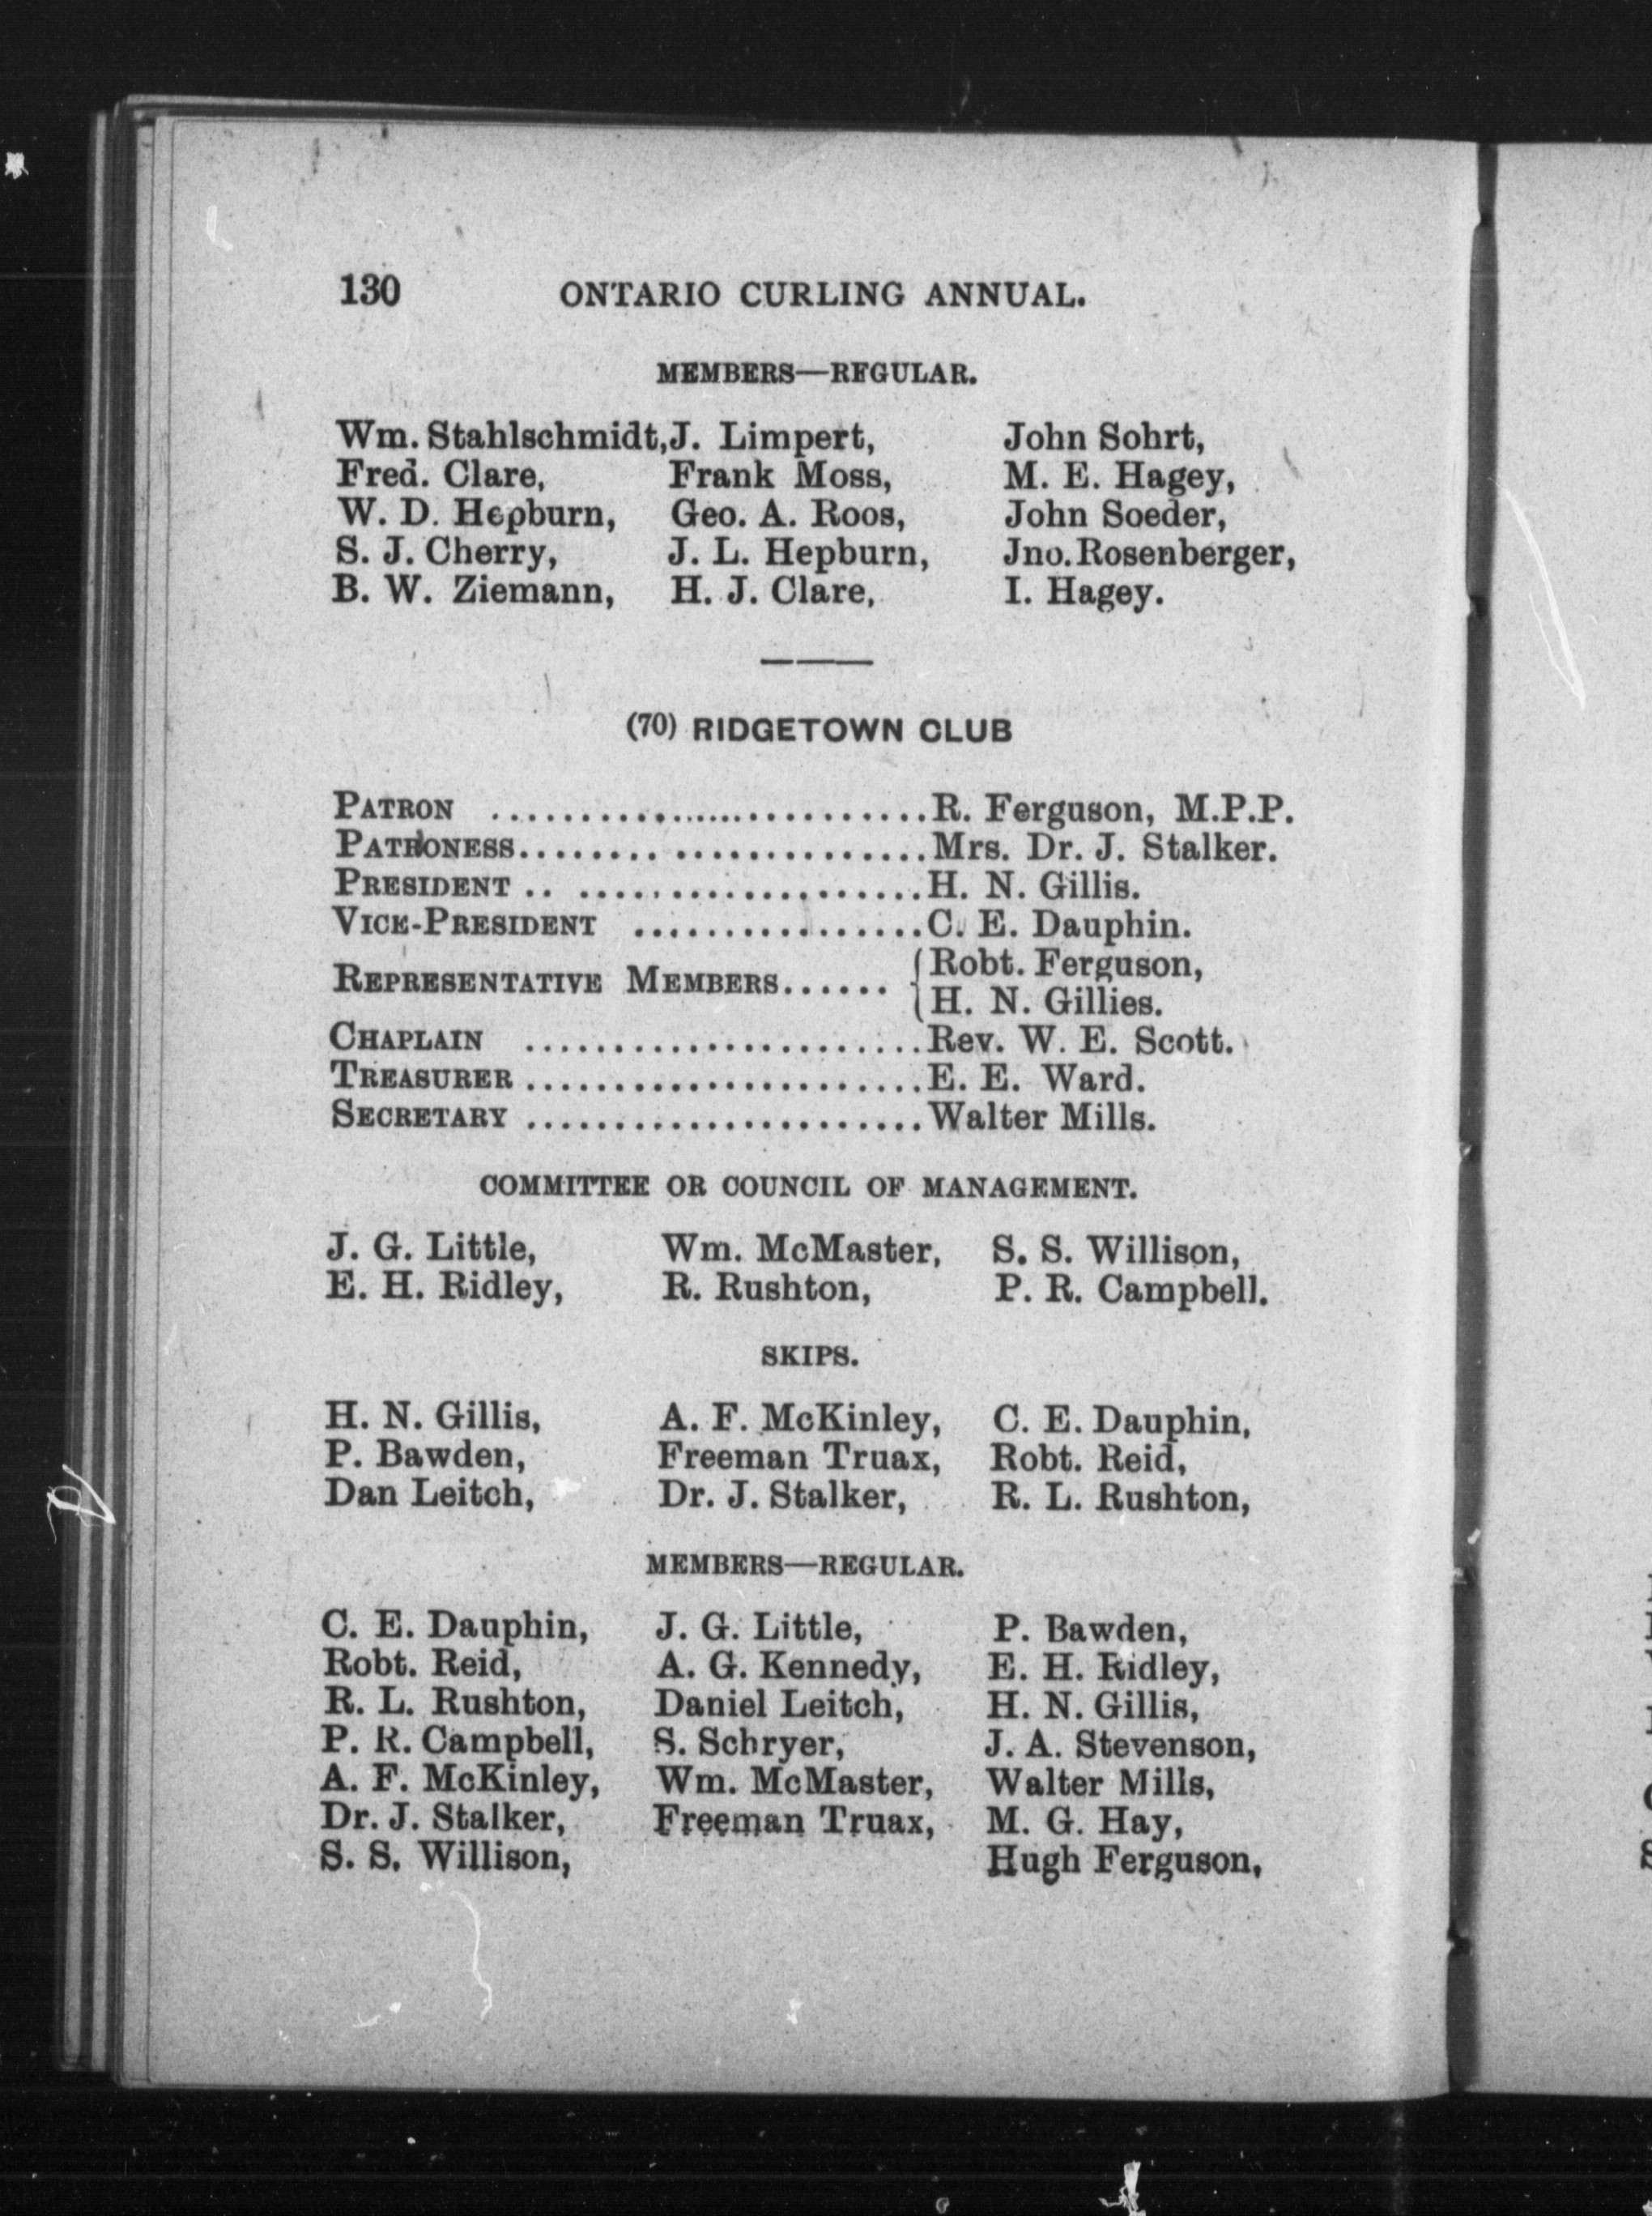 130 ONTARIO CURLING ANNUAL.
MEMBERS—REGULAR.
Wm. Stahlschmidt, J. Limpert, John Sohrt,
Fred. Clare, Frank Moss, M. E. Hagey,
W. D. Hepburn, Geo. A. Roos, John Soeder,
S. J. Cherry, J. L. Hepburn, Jno. Rosenberger,
B. W. Ziemann, H. J. Clare, I. Hagey.
(70) RIDGETOWN CLUB
PATRON ........................... R. Ferguson, M.P.P.
PATRONESS........................ Mrs. Dr. J. Stalker.
PRESIDENT ........................ H. N. Gillis.
VICE-PRESIDENT ................ C. E. Dauphin.
{Robt. Ferguson,
REPRESENTATIVE MEMBERS......
{H. N. Gillies.
CHAPLAIN ....................... Rev. W. E. Scott.
TREASURER ....................... E. E. Ward.
SECRETARY ....................... Walter Mills.
COMMITTEE OR COUNCIL OF MANAGEMENT.
J. G. Little, Wm. McMaster, S. S. Willison,
E. H. Ridley, R. Rushton, P. R. Campbell.
SKIPS.
H. N. Gillis, A. F. McKinley, C. E. Dauphin,
P. Bawden, Freeman Truax, Robt. Reid,
Dan Leitch, Dr. J. Stalker, R. L. Rushton,
MEMBERS—REGULAR.
C. E. Dauphin, J. G. Little, P. Bawden,
Robt. Reid, A. G. Kennedy, E. H. Ridley,
R. L. Rushton, Daniel Leitch, H. N. Gillis,
P. R. Campbell, S. Schryer, J. A. Stevenson,
A. F. McKinley, Wm. McMaster, Walter Mills,
Dr. J. Stalker, Freeman Truax, M. G. Hay,
S. S. Willison, Hugh Ferguson,